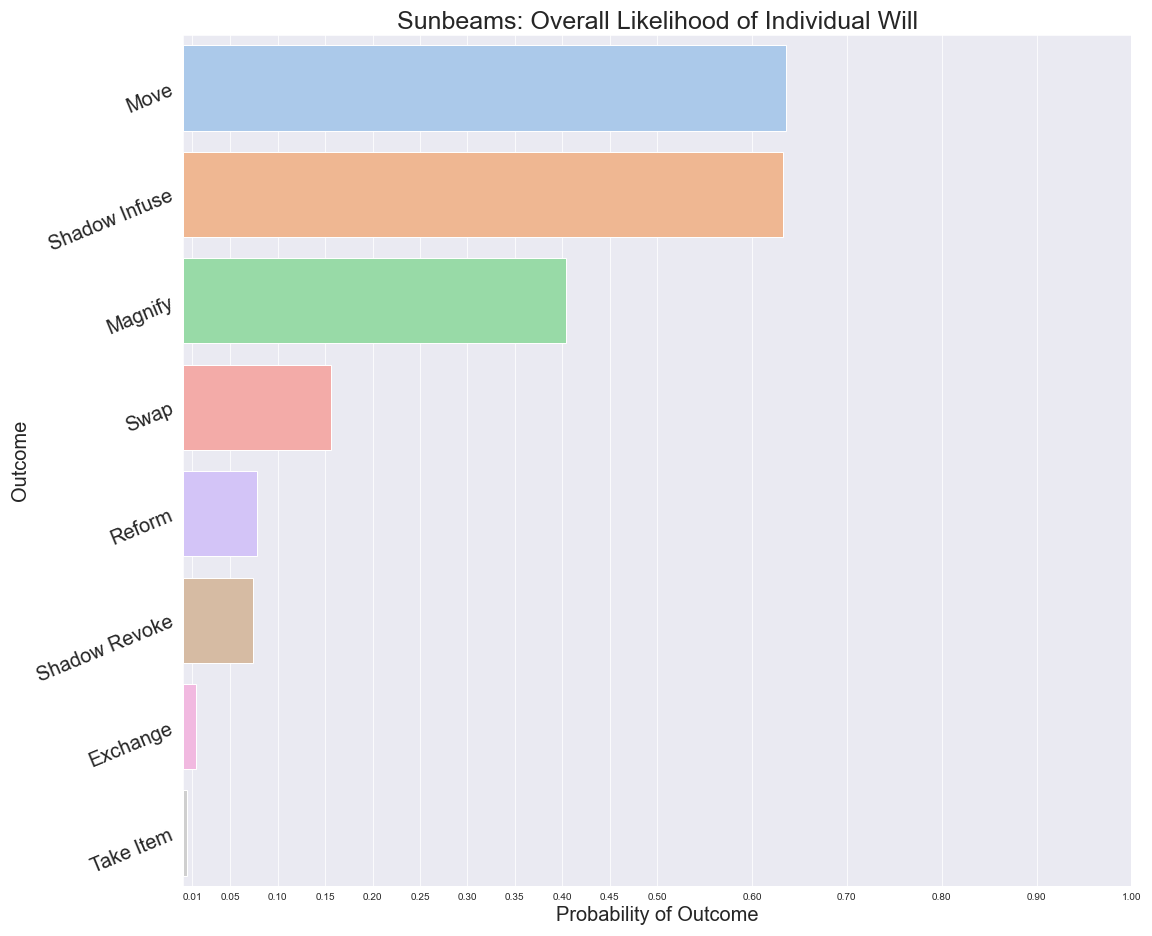 Sunbeams: Overall Likelihood of Individual Will
Outcome
Move
Shadow Infuse
Magnify
Swap
Reform
Shadow Revoke
Exchange
Take Item
0.01 0.05 0.10 0.15 0.20 0.25 0.30 0.35 0.40 0.45 0.50 0.60 0.70 0.80 0.90 1.00
Probability of Outcome